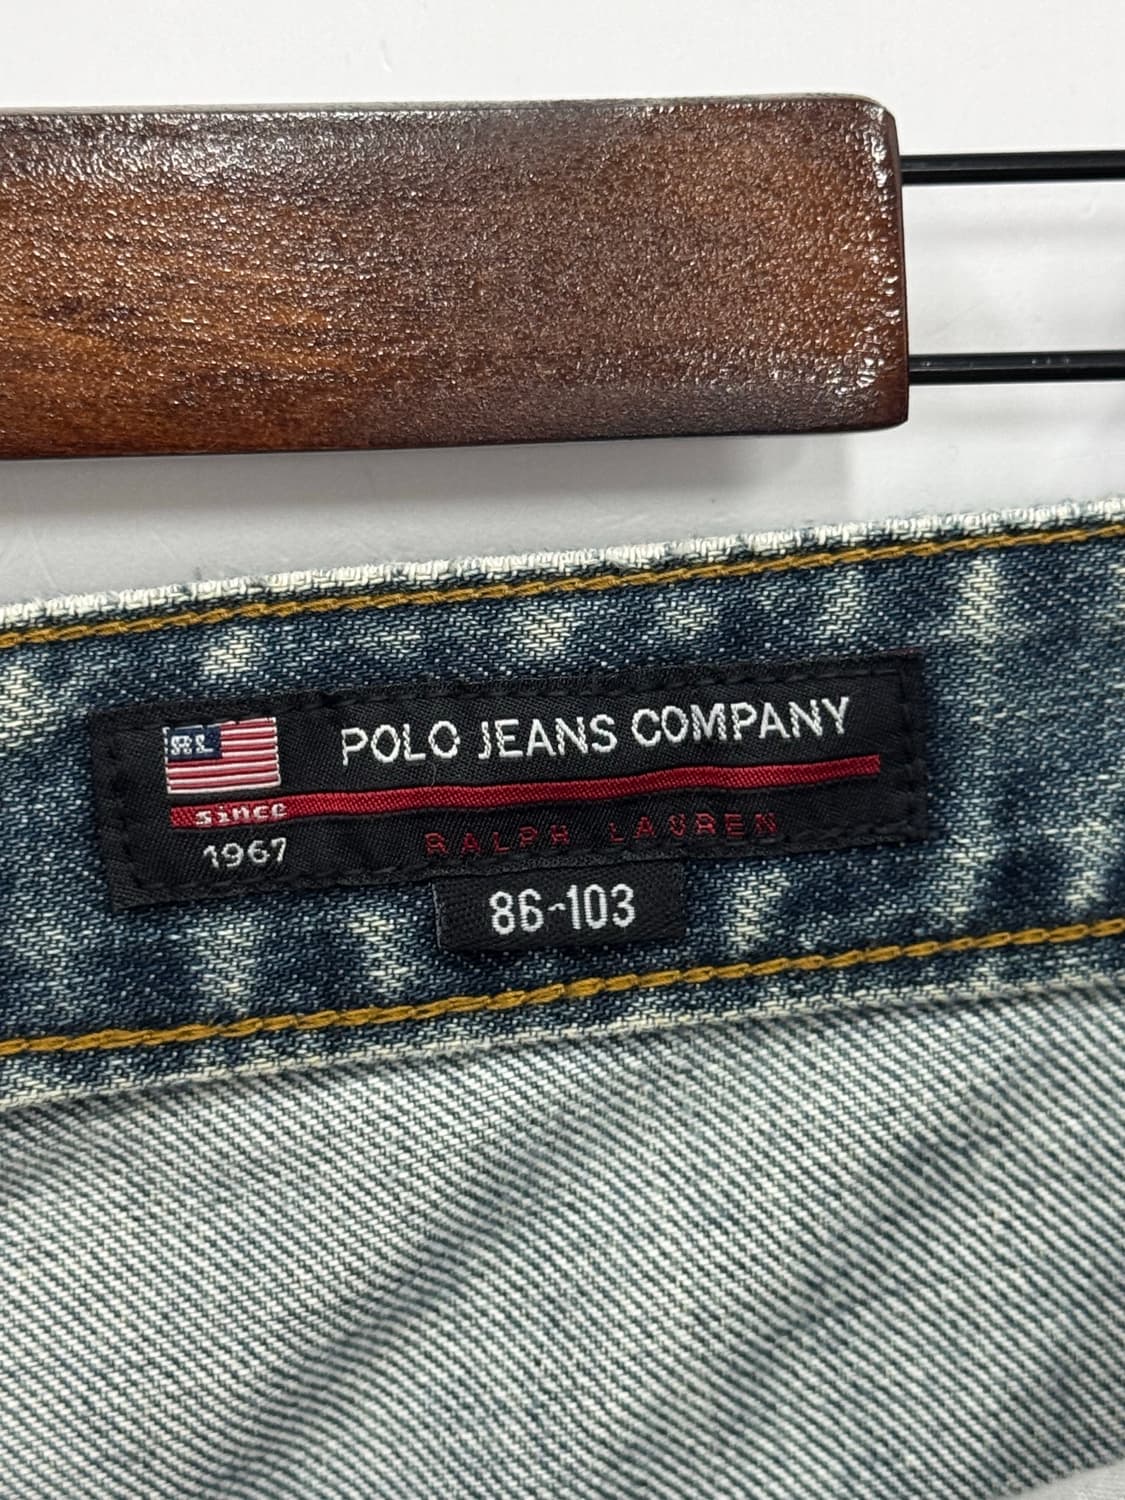 RL
POLO JEANS COMPANY
since
1967
RALPH LAUREN
86~103